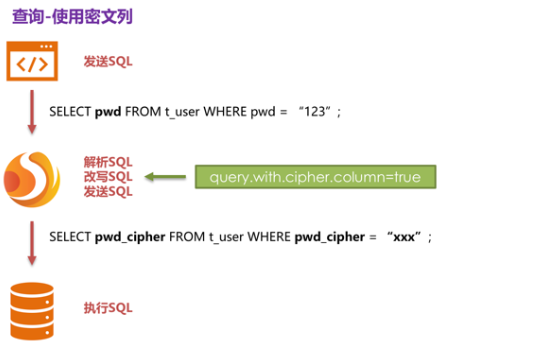 查询-使用密文列
发送SQL
SELECT pwd FROM t_user WHERE pwd = “123”;
解析SQL
改写SQL
发送SQL
query.with.cipher.column=true
SELECT pwd_cipher FROM t_user WHERE pwd_cipher = “xxx”;
执行SQL